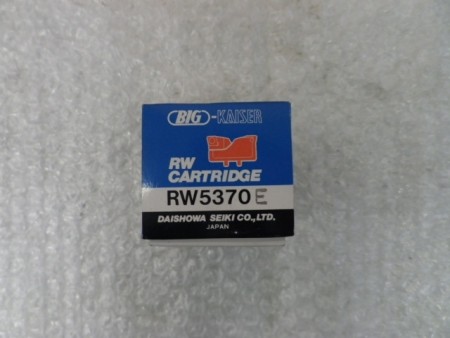 BIG-KAISER
RW
CARTRIDGE
RW5370E
DAISHOWA SEIKI CO.,LTD.
JAPAN